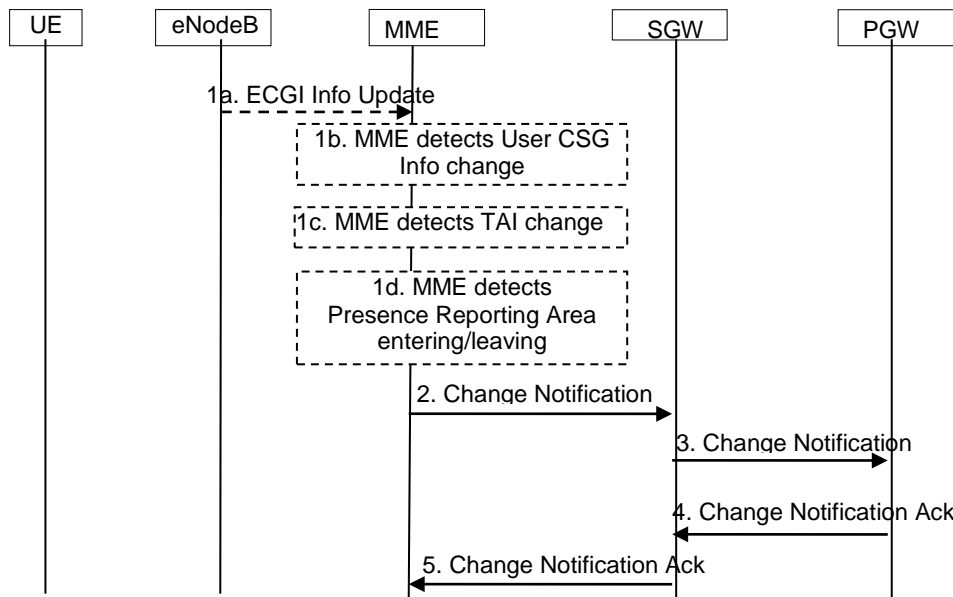 UE
eNodeB
MME
SGW
PGW
1a. ECGI Info Update
1b. MME detects User CSG
Info change
1c. MME detects TAI change
1d. MME detects
Presence Reporting Area
entering/leaving
2. Change Notification
3. Change Notification
4. Change Notification Ack
5. Change Notification Ack